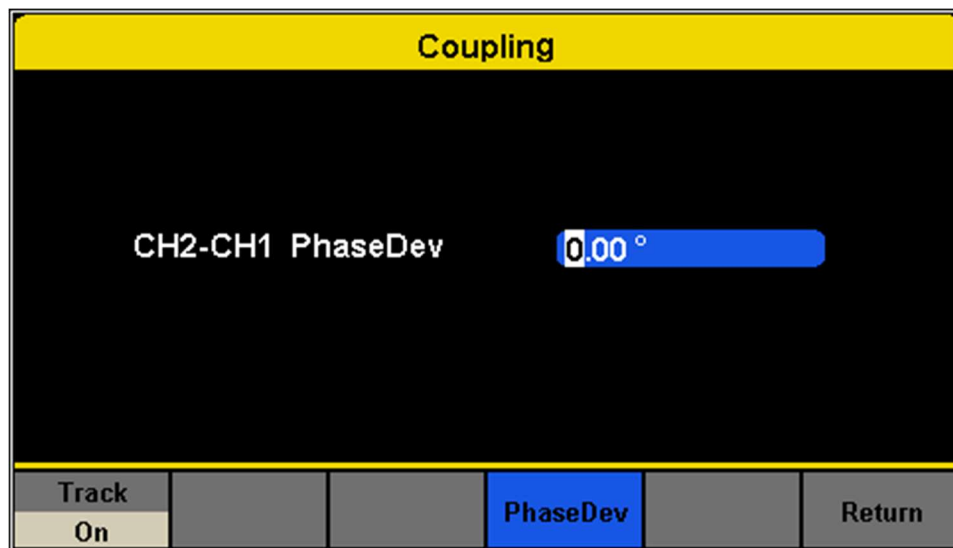 Coupling
CH2-CH1 PhaseDev 0.00 °
Track
On
PhaseDev
Return